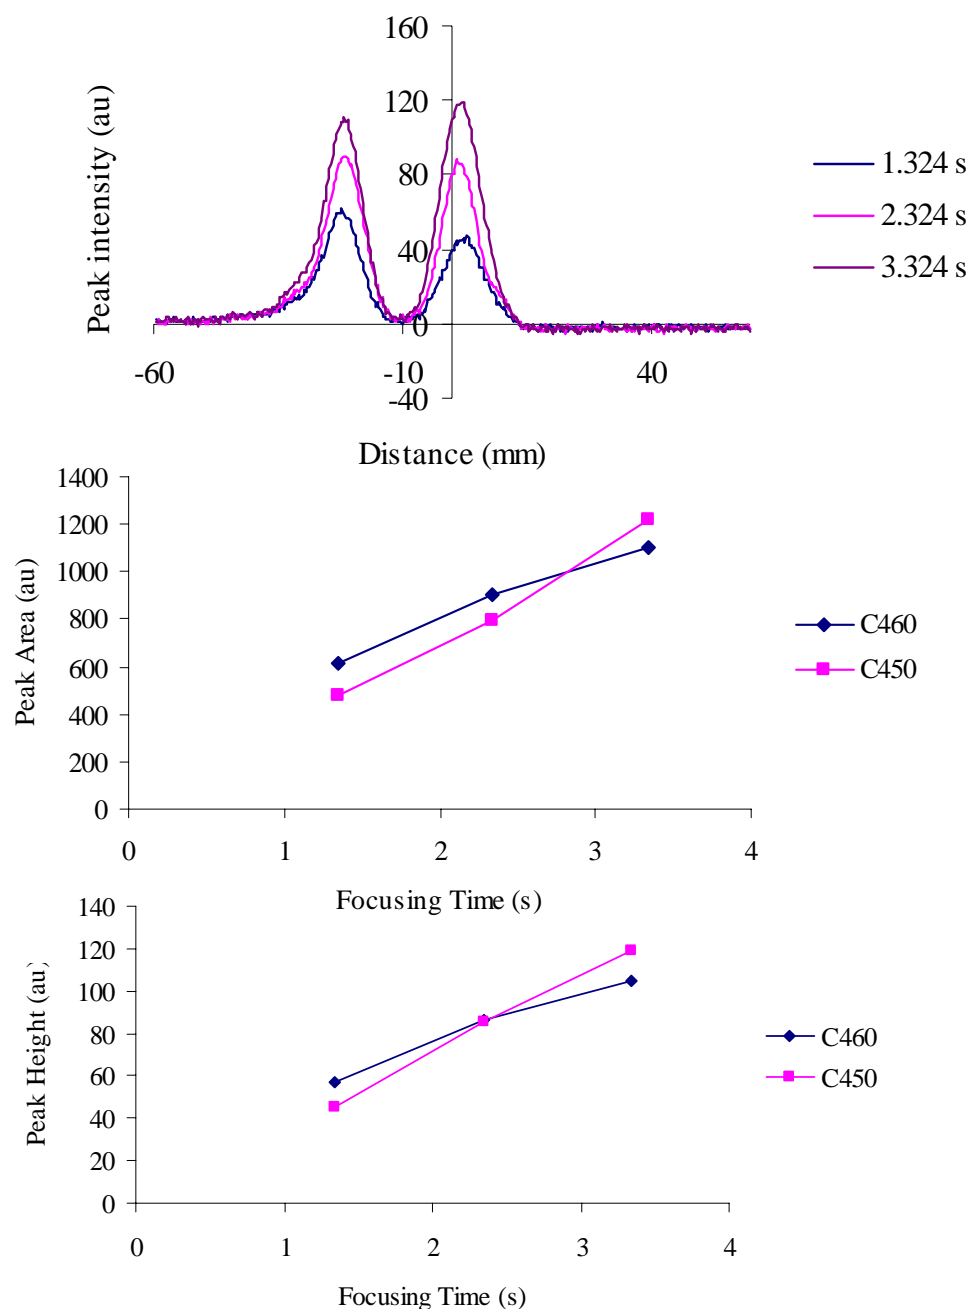 160
120
80
40
0
-40
Peak intensity (au)
-60
-10
40
Distance (mm)
1.324 s
2.324 s
3.324 s
1400
1200
1000
800
600
400
200
0
Peak Area (au)
0 1 2 3 4
Focusing Time (s)
C460
C450
140
120
100
80
60
40
20
0
Peak Height (au)
0 1 2 3 4
Focusing Time (s)
C460
C450